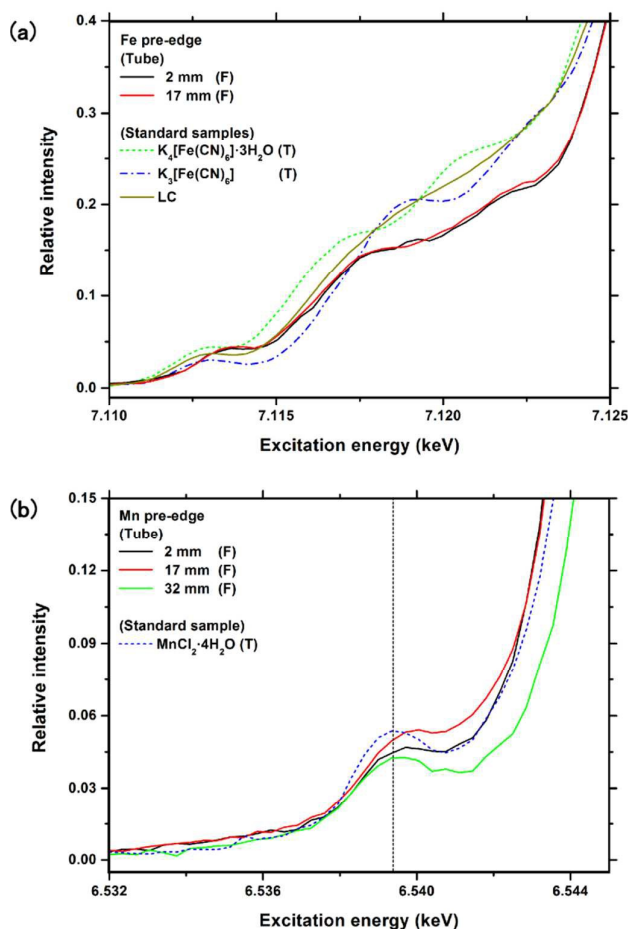 (a)
0.4
0.3
0.2
0.1
0.0
Relative intensity
Fe pre-edge
(Tube)
2 mm (F)
17 mm (F)
(Standard samples)
K4[Fe(CN)6]·3H2O (T)
K3[Fe(CN)6] (T)
LC
7.110 7.115 7.120 7.125
Excitation energy (keV)
(b)
0.15
0.12
0.09
0.06
0.03
0.00
Relative intensity
Mn pre-edge
(Tube)
2 mm (F)
17 mm (F)
32 mm (F)
(Standard sample)
MnCl2·4H2O (T)
6.532 6.536 6.540 6.544
Excitation energy (keV)